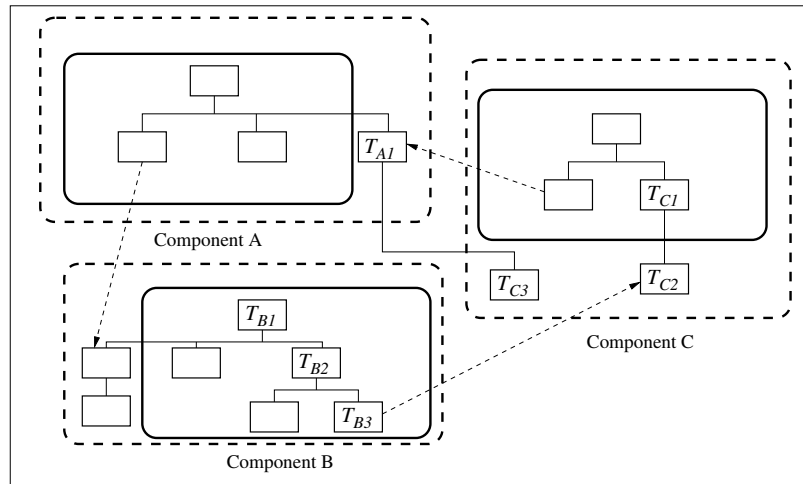 T_A1
T_C1
Component A
T_C3
T_C2
T_B1
Component C
T_B2
T_B3
Component B